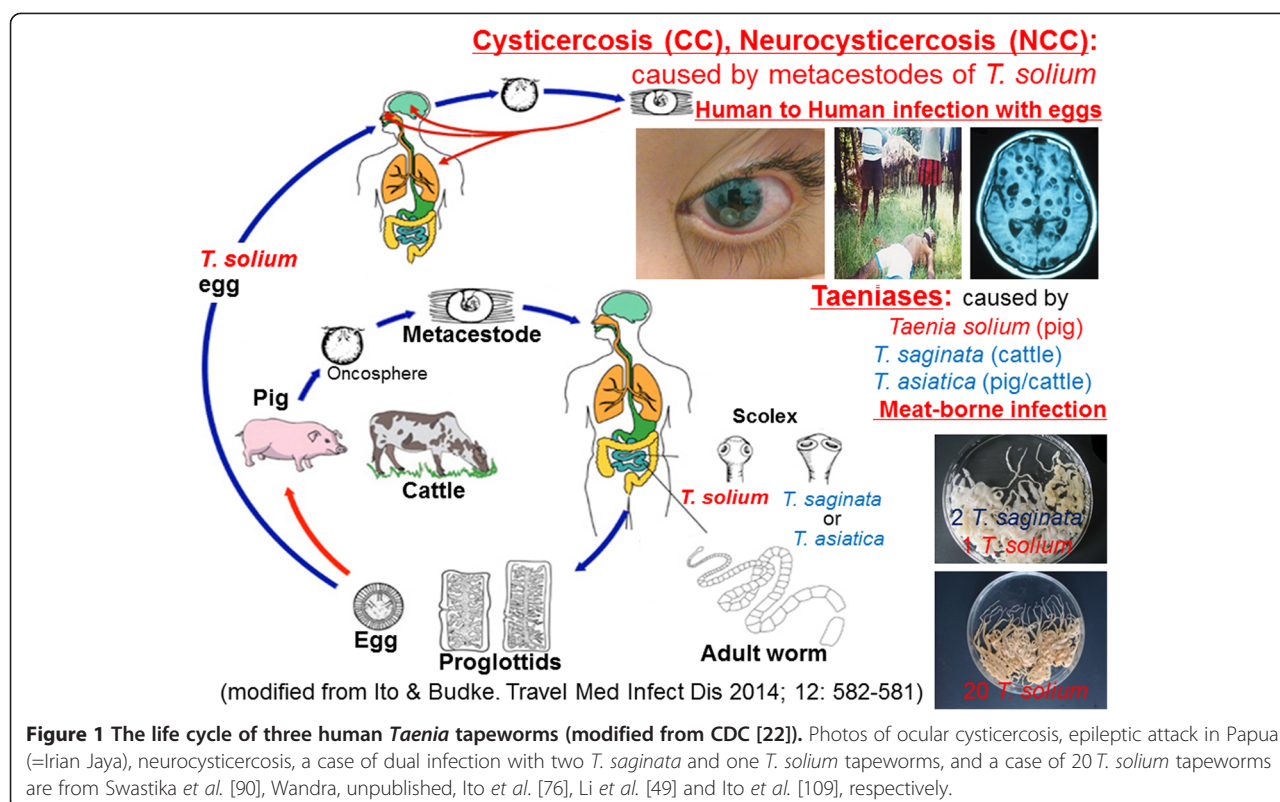 Cysticercosis (CC), Neurocysticercosis (NCC):
caused by metacestodes of T. solium
Human to Human infection with eggs
T. solium
egg
Metacestode
Oncosphere
Pig
Cattle
Taeniases: caused by
Taenia solium (pig)
T. saginata (cattle)
T. asiatica (pig/cattle)
Meat-borne infection
Scolex
T. solium
T. saginata
or
T. asiatica
2 T. saginata
1 T. solium
Egg
Proglottids
Adult worm
20 T. solium
(modified from Ito & Budke. Travel Med Infect Dis 2014; 12: 582-581)
Figure 1 The life cycle of three human Taenia tapeworms (modified from CDC [22]). Photos of ocular cysticercosis, epileptic attack in Papua
(=Irian Jaya), neurocysticercosis, a case of dual infection with two T. saginata and one T. solium tapeworms, and a case of 20 T. solium tapeworms
are from Swastika et al. [90], Wandra, unpublished, Ito et al. [76], Li et al. [49] and Ito et al. [109], respectively.